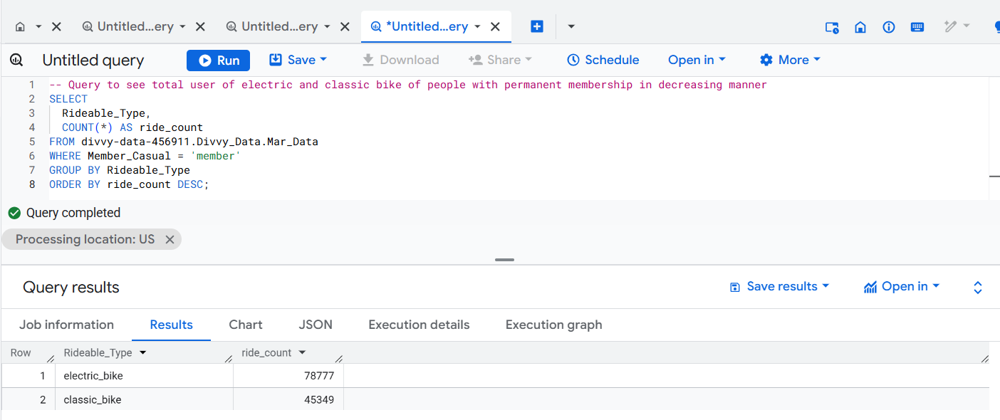 Untitled...ery Untitled...ery *Untitled...ery
Untitled query Run Save Download Share Schedule Open in More
1 -- Query to see total user of electric and classic bike of people with permanent membership in decreasing manner
2 SELECT
3 Rideable_Type,
4 COUNT(*) AS ride_count
5 FROM divvy-data-456911.Divvy_Data.Mar_Data
6 WHERE Member_Casual = 'member'
7 GROUP BY Rideable_Type
8 ORDER BY ride_count DESC;
Query completed
Processing location: US
Query results Save results Open in
Job information Results Chart JSON Execution details Execution graph
Row Rideable_Type ride_count
1 electric_bike 78777
2 classic_bike 45349